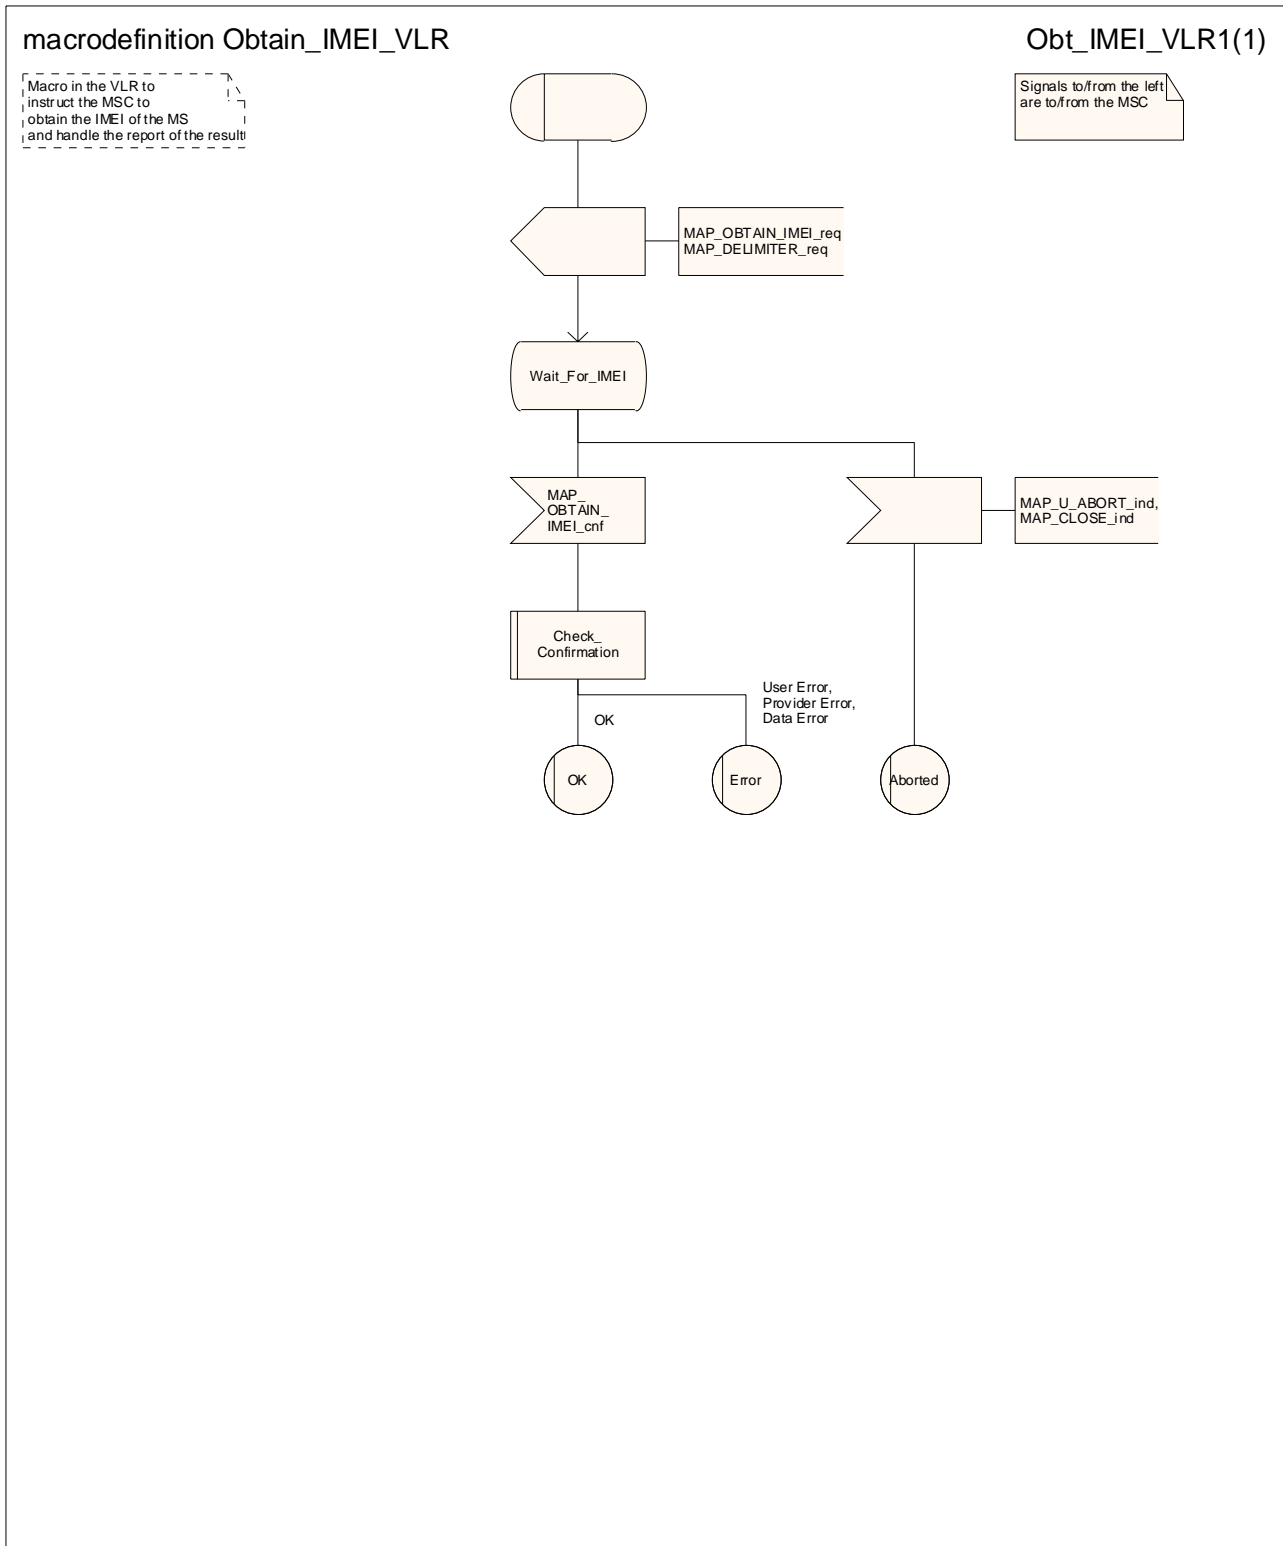 macrodefinition Obtain_IMEI_VLR
Obt_IMEI_VLR1(1)
Macro in the VLR to
instruct the MSC to
obtain the IMEI of the MS
and handle the report of the result
Signals to/from the left
are to/from the MSC
MAP_OBTAIN_IMEI_req
MAP_DELIMITER_req
Wait_For_IMEI
MAP_
OBTAIN_
IMEI_cnf
MAP_U_ABORT_ind,
MAP_CLOSE_ind
Check_
Confirmation
User Error,
Provider Error,
Data Error
OK
OK
Error
Aborted